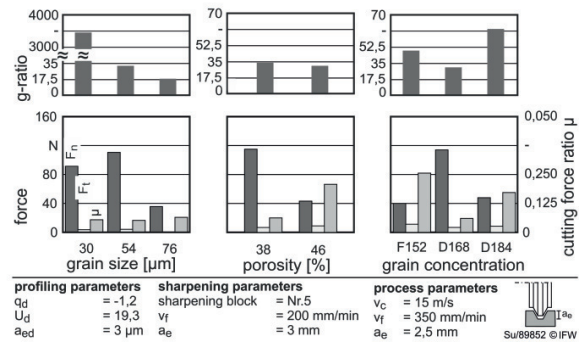 4000
-
3000
35
17,5
g-ratio
70
-
52,5
35
17,5
0
70
-
52,5
35
17,5
0
160
N
80
40
0
force
Fn
Ft
μ
0,050
-
0,250
0,125
0
cutting force ratio μ
30 54 76
grain size [μm]
38 46
porosity [%]
F152 D168 D184
grain concentration
profiling parameters
qd = -1,2
Ud = 19,3
aed = 3 μm
sharpening parameters
sharpening block = Nr.5
vf = 200 mm/min
ae = 3 mm
process parameters
vc = 15 m/s
vf = 350 mm/min
ae = 2,5 mm
ae
Su/89852 ©IFW